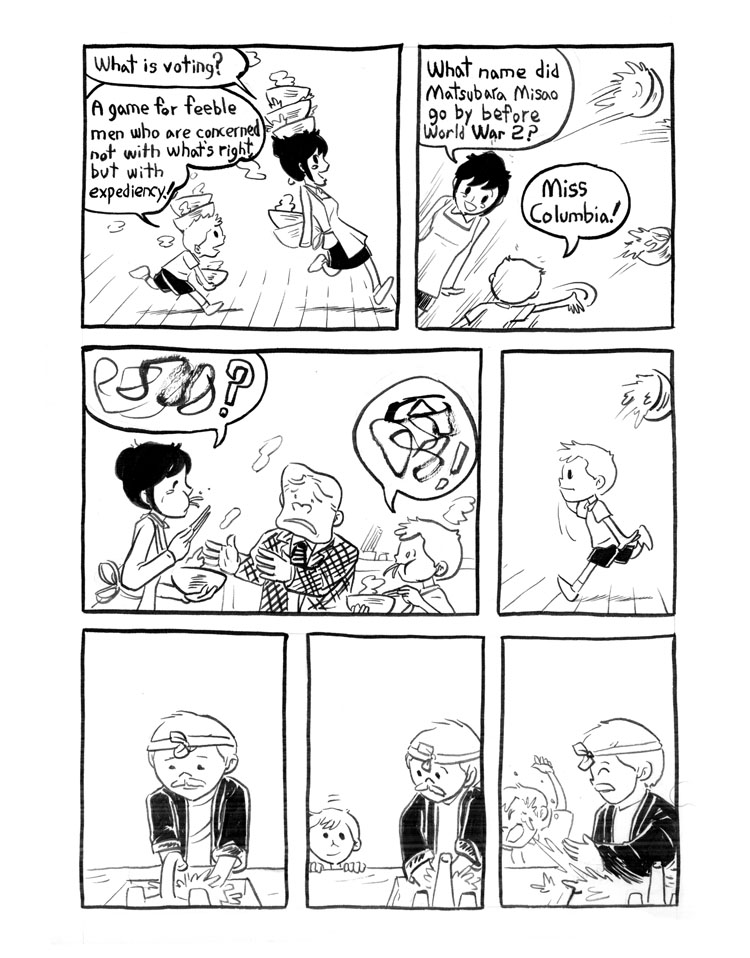 What is voting?
A game for feeble
men who are concerned
not with what's right,
but with
expediency!
What name did
Matsubara Misao
go by before
World War 2?
Miss
Columbia!
?
!